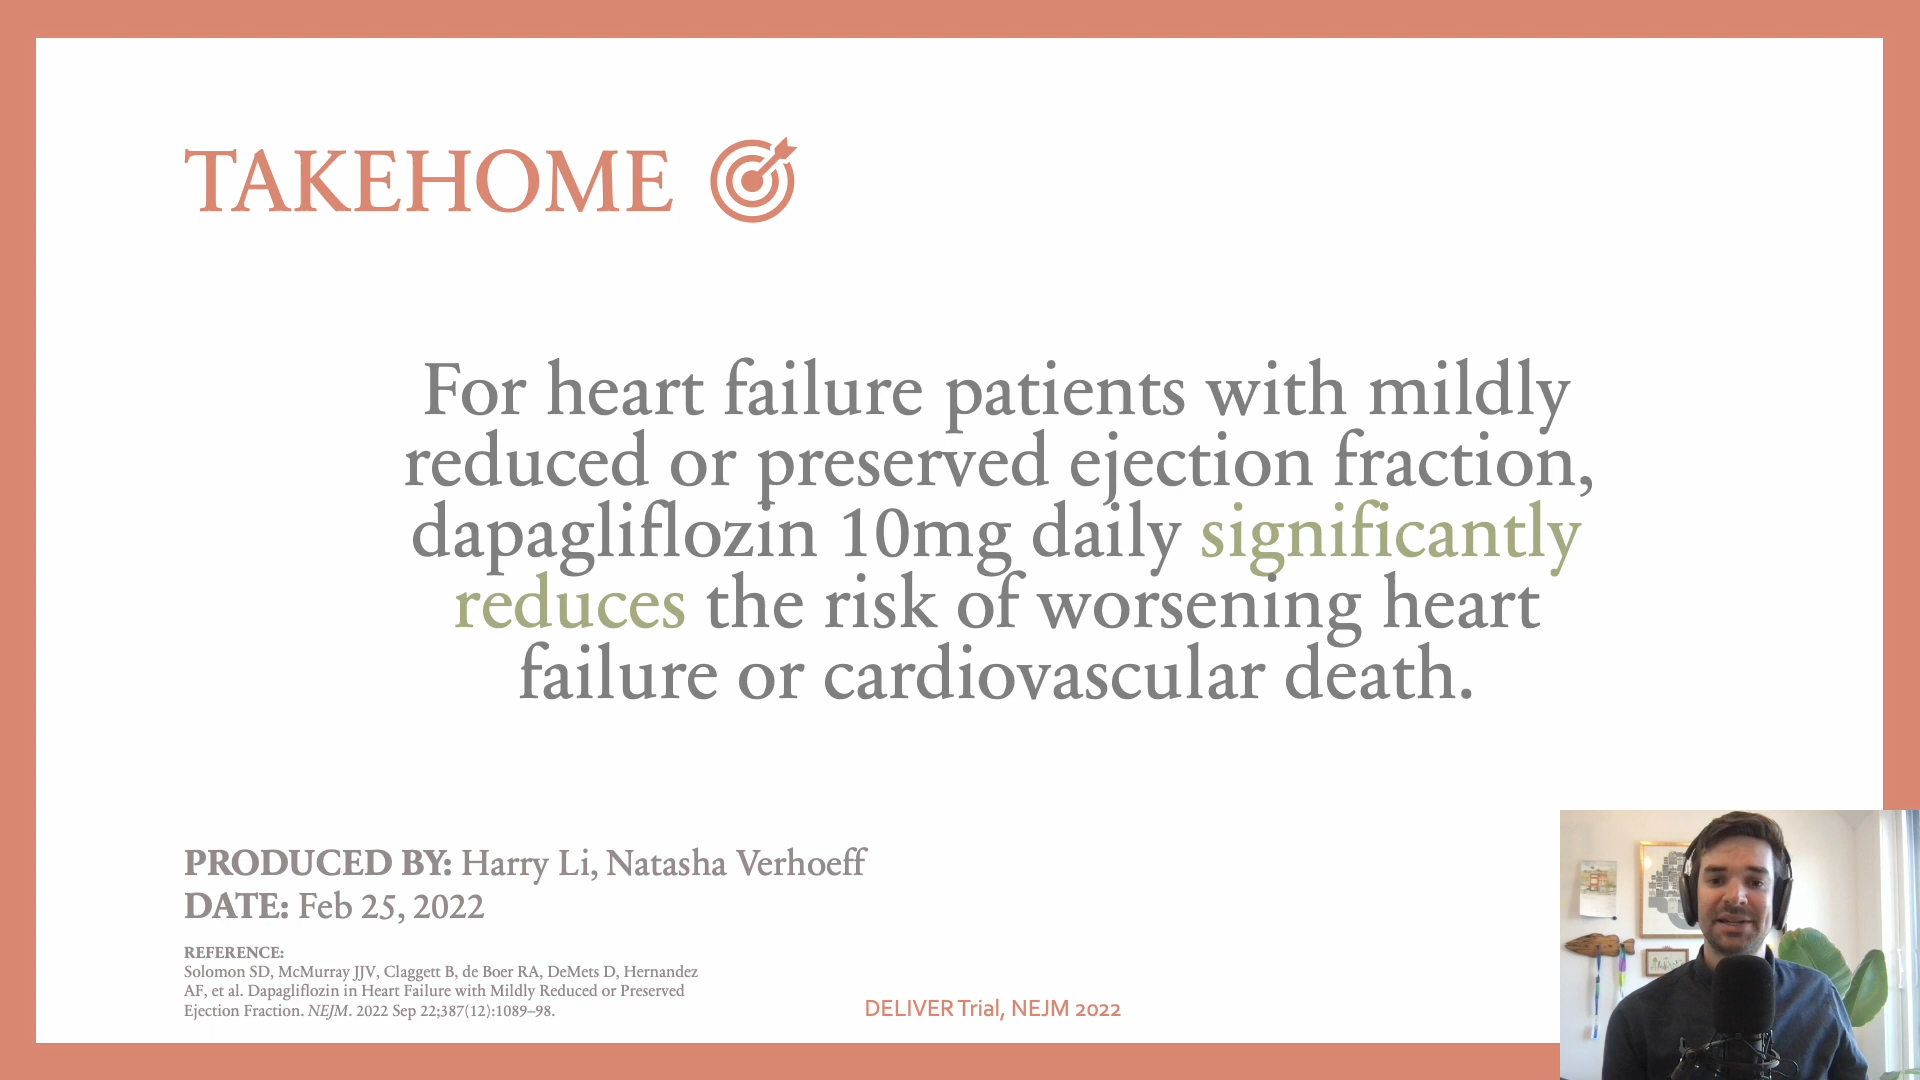 TAKEHOME
For heart failure patients with mildly
reduced or preserved ejection fraction,
dapagliflozin 10mg daily significantly
reduces the risk of worsening heart
failure or cardiovascular death.
PRODUCED BY: Harry Li, Natasha Verhoeff
DATE: Feb 25, 2022
REFERENCE:
Solomon SD, McMurray JJV, Claggett B, de Boer RA, DeMets D, Hernandez
AF, et al. Dapagliflozin in Heart Failure with Mildly Reduced or Preserved
Ejection Fraction. NEJM. 2022 Sep 22;387(12):1089–98.
DELIVER Trial, NEJM 2022